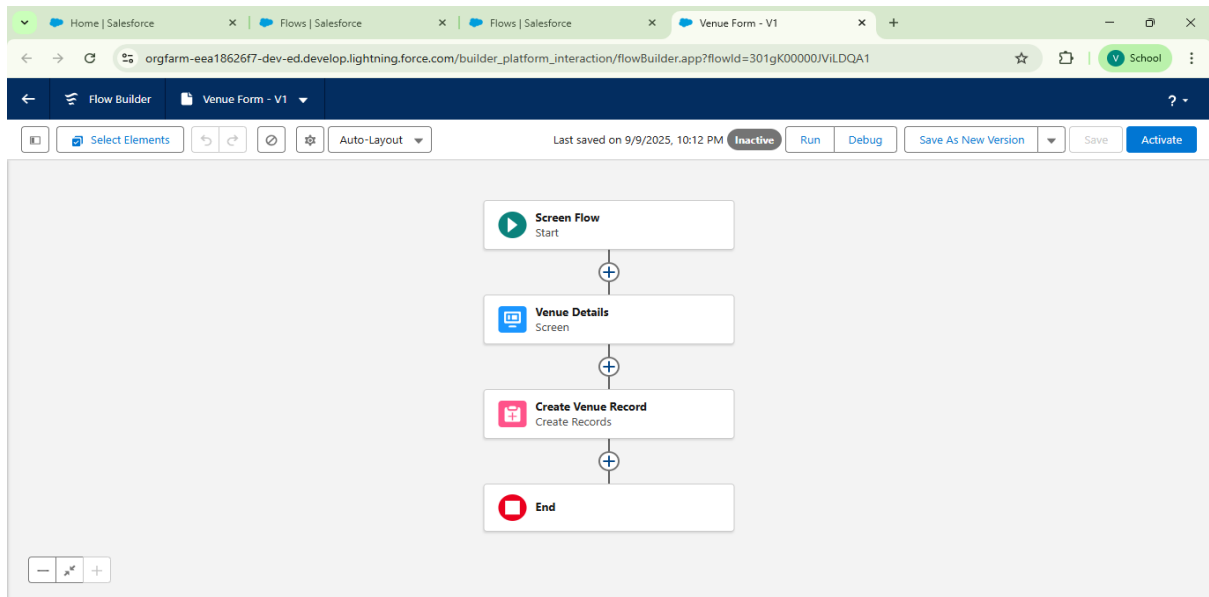 Home | Salesforce
Flows | Salesforce
Flows | Salesforce
Venue Form - V1
orgfarm-eea18626f7-dev-ed.develop.lightning.force.com/builder_platform_interaction/flowBuilder.app?flowId=301gK00000JViLDQA1
V School
Flow Builder
Venue Form - V1
?
Select Elements
Auto-Layout
Last saved on 9/9/2025, 10:12 PM
Inactive
Run
Debug
Save As New Version
Save
Activate
Screen Flow
Start
Venue Details
Screen
Create Venue Record
Create Records
End